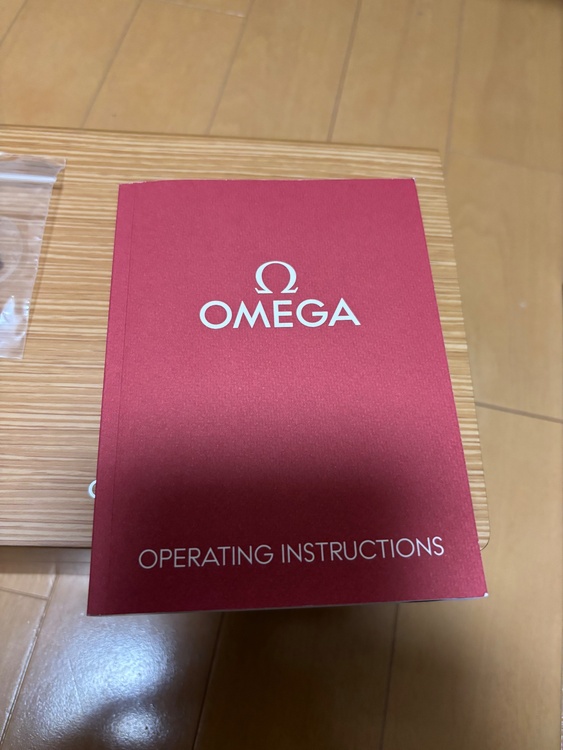 Ω
OMEGA
OPERATING INSTRUCTIONS